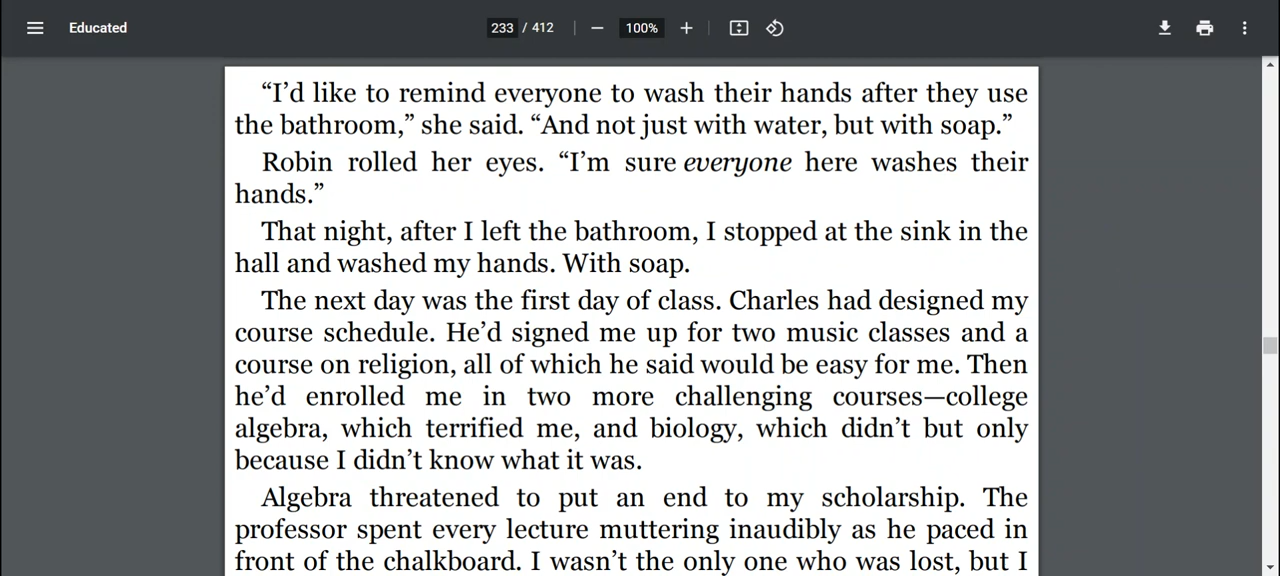 Educated
233 / 412
100%
“I’d like to remind everyone to wash their hands after they use
the bathroom,” she said. “And not just with water, but with soap.”
Robin rolled her eyes. “I’m sure everyone here washes their
hands.”
That night, after I left the bathroom, I stopped at the sink in the
hall and washed my hands. With soap.
The next day was the first day of class. Charles had designed my
course schedule. He’d signed me up for two music classes and a
course on religion, all of which he said would be easy for me. Then
he’d enrolled me in two more challenging courses—college
algebra, which terrified me, and biology, which didn’t but only
because I didn’t know what it was.
Algebra threatened to put an end to my scholarship. The
professor spent every lecture muttering inaudibly as he paced in
front of the chalkboard. I wasn’t the only one who was lost, but I